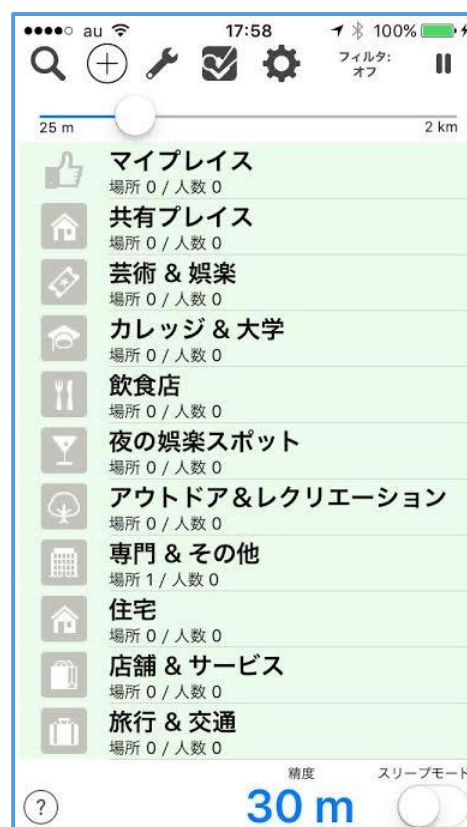 au 17:58 100%
フィルタ:
オフ
25 m 2 km
マイプレイス
場所 0 / 人数 0
共有プレイス
場所 0 / 人数 0
芸術 & 娯楽
場所 0 / 人数 0
カレッジ & 大学
場所 0 / 人数 0
飲食店
場所 0 / 人数 0
夜の娯楽スポット
場所 0 / 人数 0
アウトドア&レクリエーション
場所 0 / 人数 0
専門 & その他
場所 1 / 人数 0
住宅
場所 0 / 人数 0
店舗 & サービス
場所 0 / 人数 0
旅行 & 交通
場所 0 / 人数 0
精度 スリープモード
? 30 m